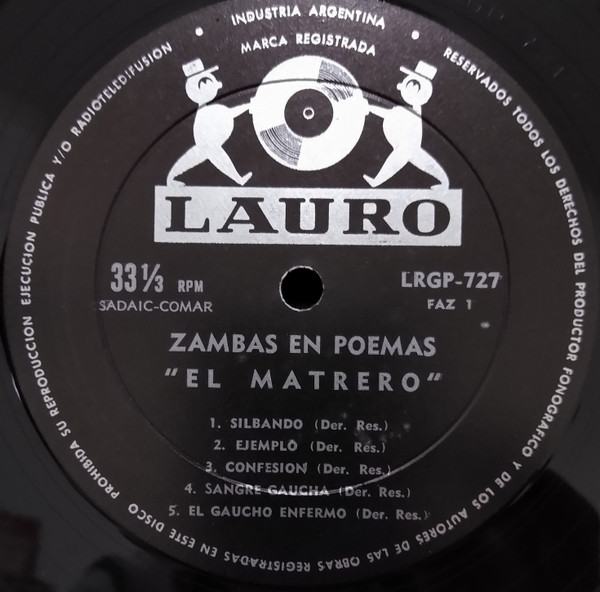 INDUSTRIA ARGENTINA
MARCA REGISTRADA
RESERVADOS TODOS LOS DERECHOS DEL PRODUCTOR FONOGRAFICO Y DE LOS AUTORES DE LAS OBRAS REGISTRADAS EN ESTE DISCO PROHIBIDA SU REPRODUCCION EJECUCION PUBLICA Y/O RADIOTELEDIFUSION
LAURO
33 1/3 RPM
SADAIC-COMAR
LRGP-727
FAZ 1
ZAMBAS EN POEMAS
"EL MATRERO"
1. SILBANDO (Der. Res.)
2. EJEMPLO (Der. Res.)
3. CONFESION (Der. Res.)
4. SANGRE GAUCHA (Der. Res.)
5. EL GAUCHO ENFERMO (Der. Res.)